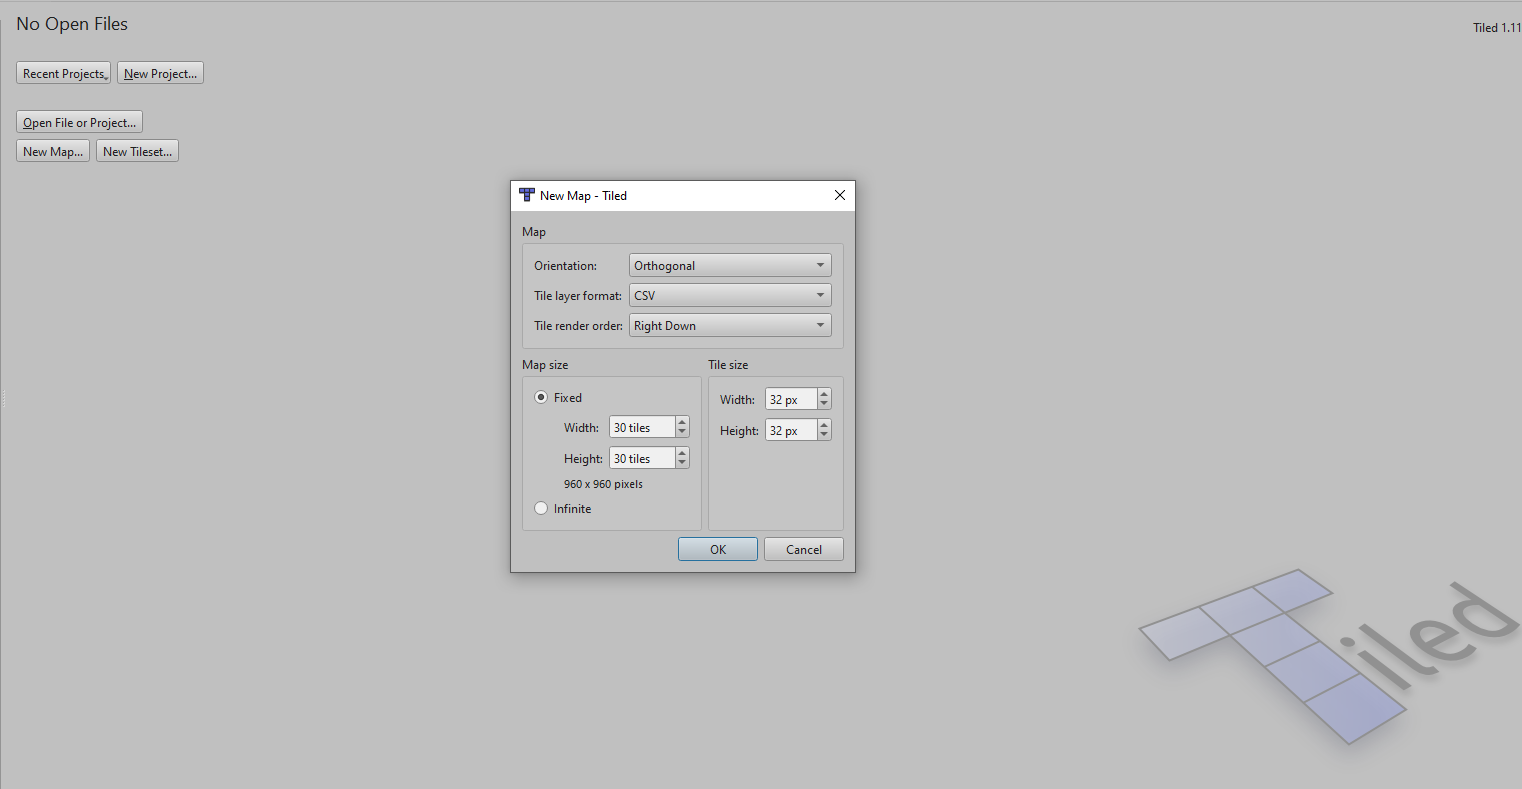 No Open Files
Tiled 1.11
Recent Projects
New Project...
Open File or Project...
New Map...
New Tileset...
New Map - Tiled
Map
Orientation:
Orthogonal
Tile layer format:
CSV
Tile render order:
Right Down
Map size
Tile size
Fixed
Width:
30 tiles
Width:
32 px
Height:
30 tiles
Height:
32 px
960 x 960 pixels
Infinite
OK
Cancel
Tiled